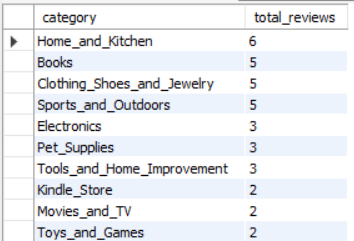 category total_reviews
Home_and_Kitchen 6
Books 5
Clothing_Shoes_and_Jewelry 5
Sports_and_Outdoors 5
Electronics 3
Pet_Supplies 3
Tools_and_Home_Improvement 3
Kindle_Store 2
Movies_and_TV 2
Toys_and_Games 2